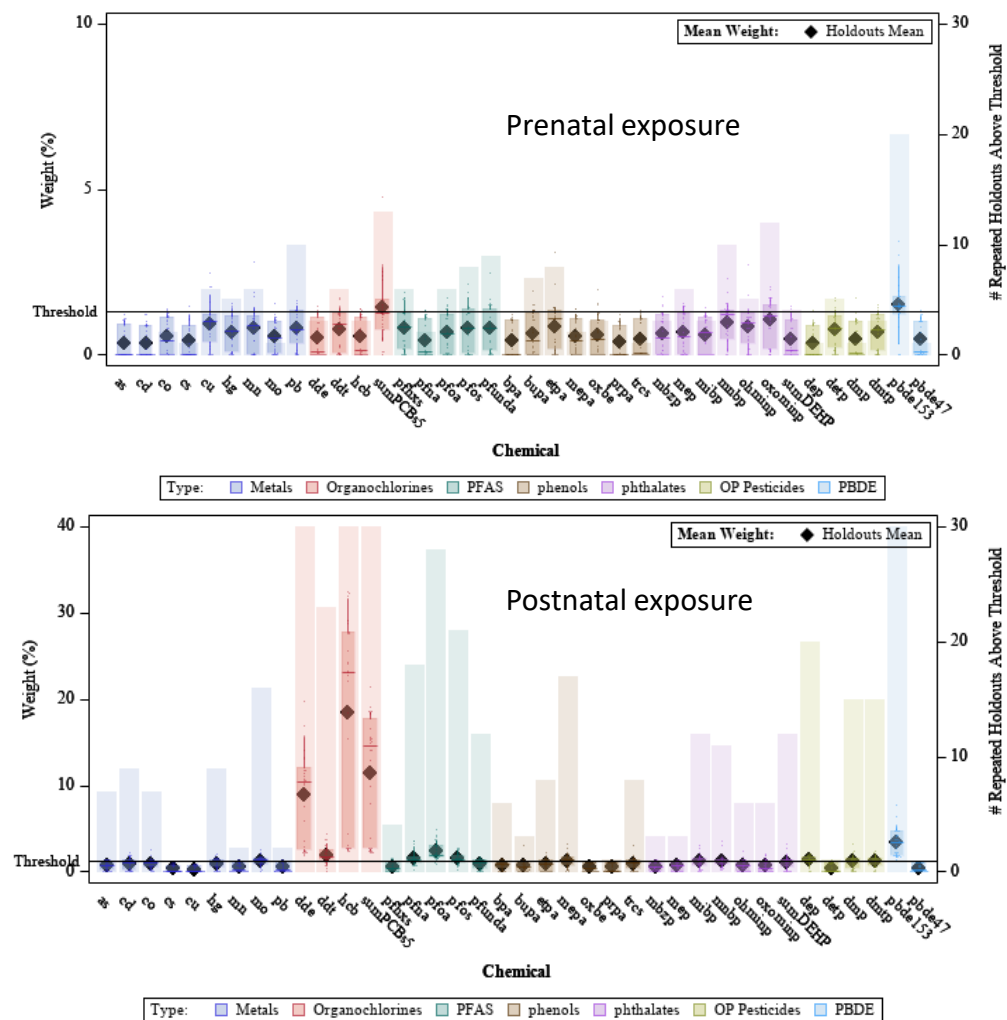 10
30
Mean Weight: ◆ Holdouts Mean
Prenatal exposure
20
Weight (%)
# Repeated Holdouts Above Threshold
5
10
Threshold
0
0
as cd co cs cu hg mn mo pb dde ddt hcb sumPCBs5 pfhxs pfna pfoa pfos pfunda bpa bupa etpa mepa oxbe prpa trcs mbzp mep mibp mnbp ohminp oxominp sumDEHP dep detp dmp dmtp pbde153 pbde47
Chemical
Type: Metals Organochlorines PFAS phenols phthalates OP Pesticides PBDE
40
30
Mean Weight: ◆ Holdouts Mean
Postnatal exposure
30
20
Weight (%)
# Repeated Holdouts Above Threshold
20
10
10
Threshold
0
0
as cd co cs cu hg mn mo pb dde ddt hcb sumPCBs5 pfhxs pfna pfoa pfos pfunda bpa bupa etpa mepa oxbe prpa trcs mbzp mep mibp mnbp ohminp oxominp sumDEHP dep detp dmp dmtp pbde153 pbde47
Chemical
Type: Metals Organochlorines PFAS phenols phthalates OP Pesticides PBDE